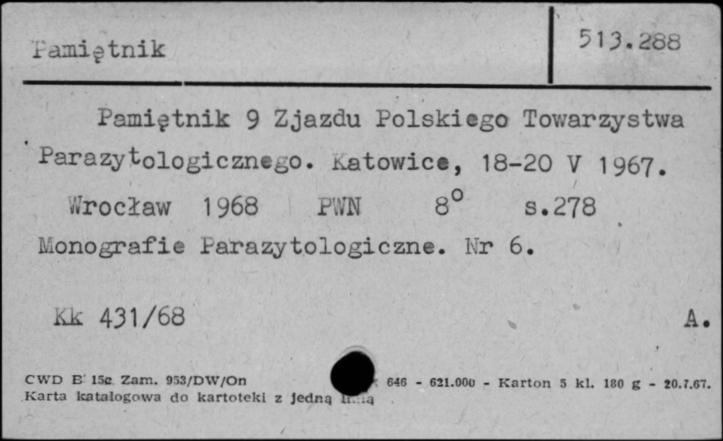 Pamiętnik 513.288
Pamiętnik 9 Zjazdu Polskiego Towarzystwa
Parazytologicznego. Katowice, 18-20 V 1967.
Wrocław 1968 PWN 8° s.278
Monografie Parazytologiczne. Nr 6.
Kk 431/68 A.
CWD B 15c Zam. 953/DW/On 646 - 621.000 - Karton 5 kl. 180 g - 20.7.67.
Karta katalogowa do kartoteki z jedną